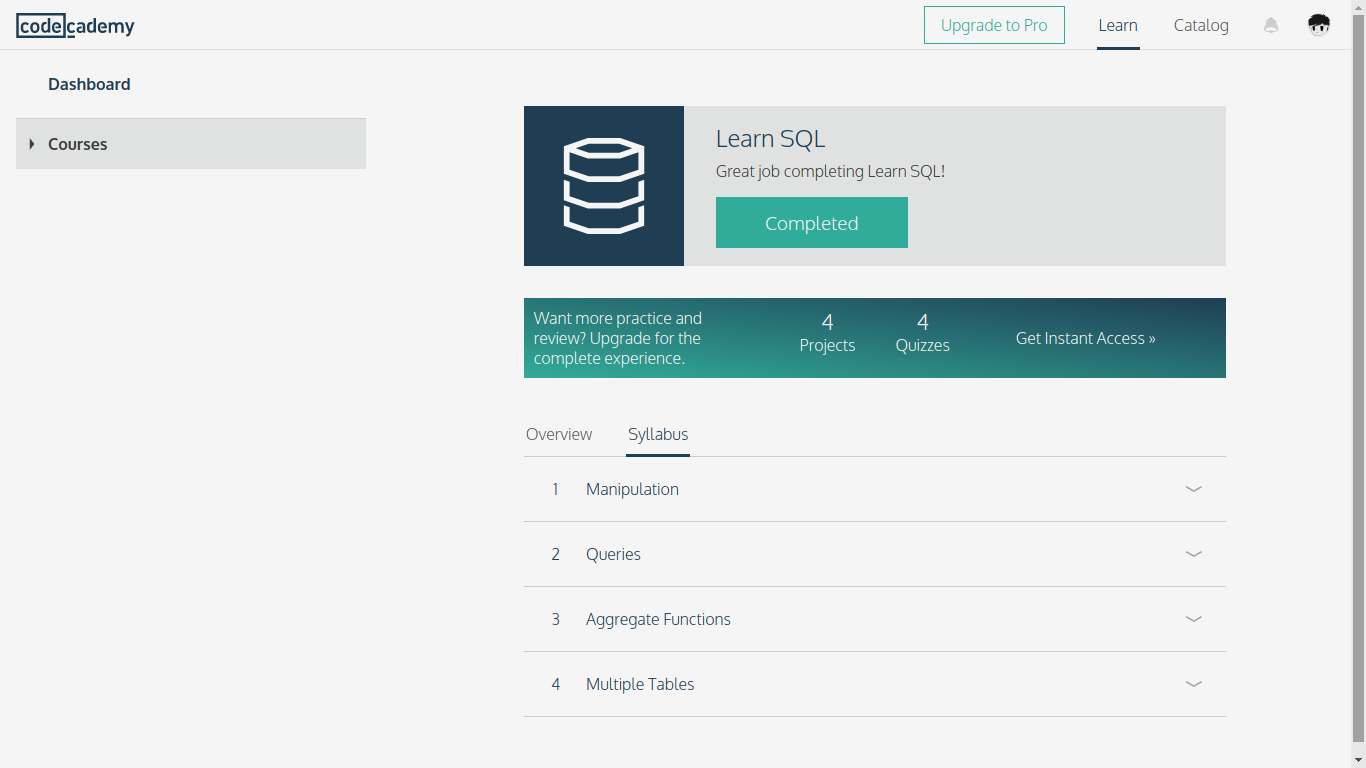 codecademy
Upgrade to Pro
Learn
Catalog
Dashboard
Courses
Learn SQL
Great job completing Learn SQL!
Completed
Want more practice and
review? Upgrade for the
complete experience.
4
Projects
4
Quizzes
Get Instant Access »
Overview
Syllabus
1 Manipulation
2 Queries
3 Aggregate Functions
4 Multiple Tables